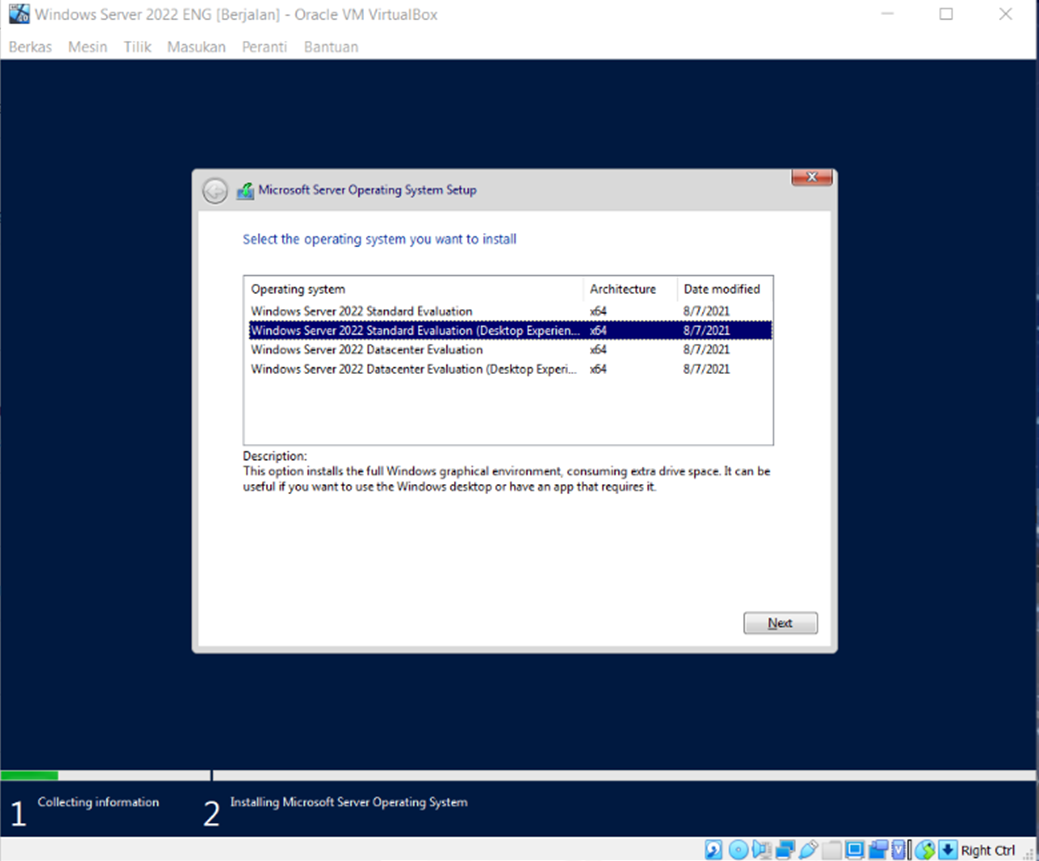 Windows Server 2022 ENG [Berjalan] - Oracle VM VirtualBox
Berkas Mesin Tilik Masukan Peranti Bantuan
Microsoft Server Operating System Setup
Select the operating system you want to install
Operating system Architecture Date modified
Windows Server 2022 Standard Evaluation x64 8/7/2021
Windows Server 2022 Standard Evaluation (Desktop Experien... x64 8/7/2021
Windows Server 2022 Datacenter Evaluation x64 8/7/2021
Windows Server 2022 Datacenter Evaluation (Desktop Experi... x64 8/7/2021
Description:
This option installs the full Windows graphical environment, consuming extra drive space. It can be
useful if you want to use the Windows desktop or have an app that requires it.
Next
1 Collecting information 2 Installing Microsoft Server Operating System
Right Ctrl